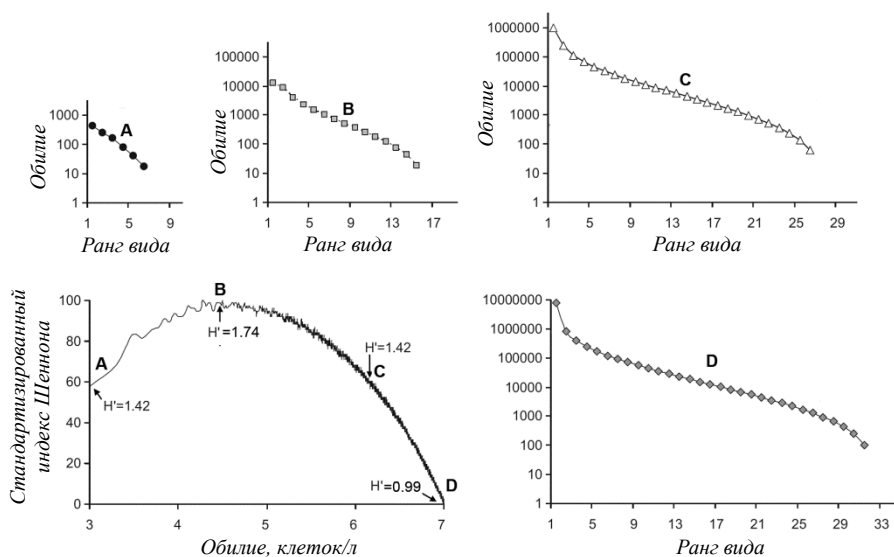 Обилие
1000
100
10
1
A
1 5 9
Ранг вида
Обилие
100000
10000
1000
100
10
1
B
1 5 9 13 17
Ранг вида
Обилие
1000000
100000
10000
1000
100
10
1
C
1 5 9 13 17 21 25 29
Ранг вида
Стандартизированный
индекс Шеннона
100
80
60
40
20
0
A
H'=1.42
B
H'=1.74
H'=1.42
C
H'=0.99
D
3 4 5 6 7
Обилие, клеток/л
10000000
1000000
100000
10000
1000
100
10
1
D
1 5 9 13 17 21 25 29 33
Ранг вида